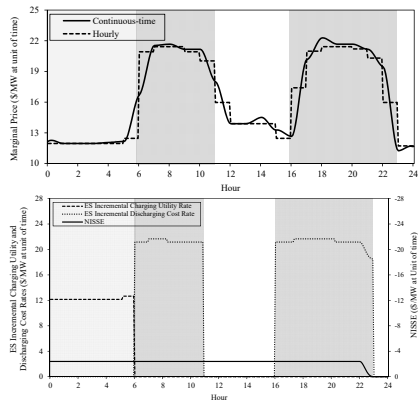 25
22
19
16
13
10
Marginal Price ($/MW at unit of time)
Continuous-time
Hourly
0 2 4 6 8 10 12 14 16 18 20 22 24
Hour
28
24
20
16
12
8
4
0
ES Incremental Charging Utility and
Discharging Cost Rates ($/MW at unit of time)
ES Incremental Charging Utility Rate
ES Incremental Discharging Cost Rate
NISSE
-28
-24
-20
-16
-12
-8
-4
0
NISSE ($/MW at Unit of time)
0 2 4 6 8 10 12 14 16 18 20 22 24
Hour